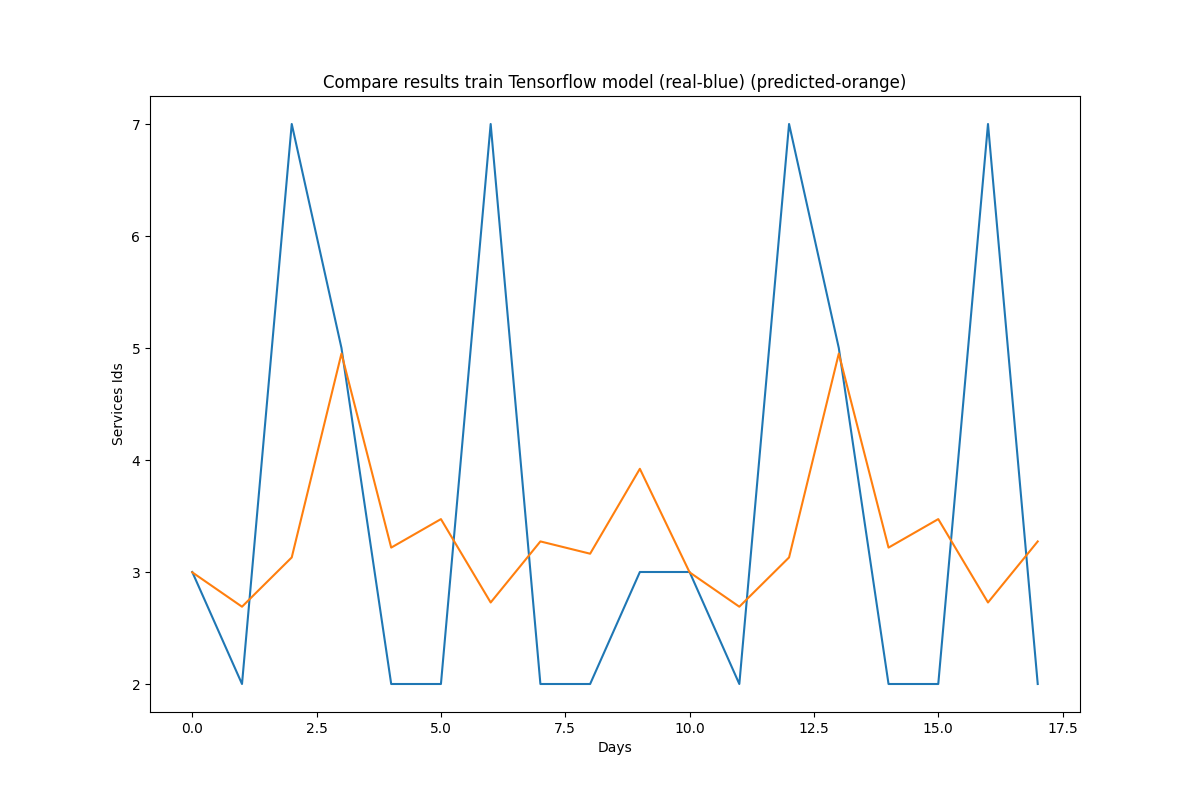 Compare results train Tensorflow model (real-blue) (predicted-orange)
7
6
5
4
3
2
Services Ids
0.0 2.5 5.0 7.5 10.0 12.5 15.0 17.5
Days